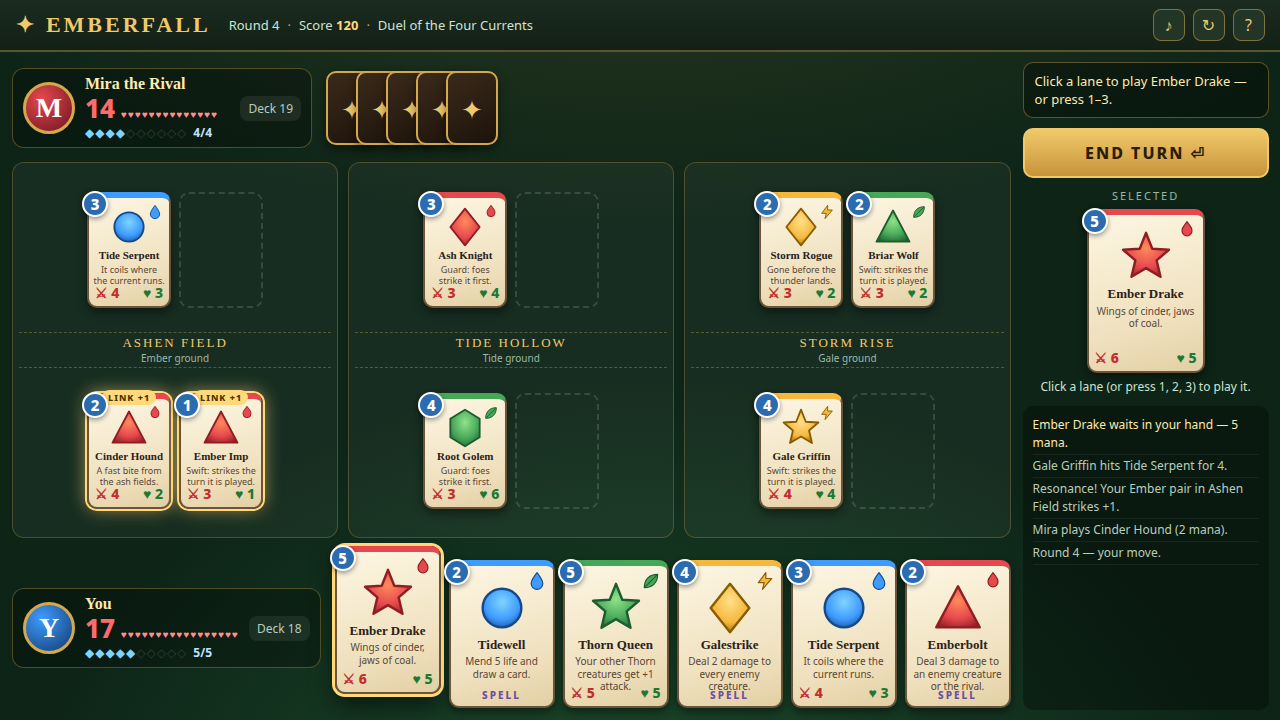 ✦ EMBERFALL
Round 4 · Score 120 · Duel of the Four Currents
♪ ↻ ?
M
Mira the Rival
14
4/4
Deck 19
Click a lane to play Ember Drake —
or press 1–3.
END TURN ⏎
SELECTED
5
Ember Drake
Wings of cinder, jaws
of coal.
⚔ 6 ♥ 5
Click a lane (or press 1, 2, 3) to play it.
3
Tide Serpent
It coils where
the current runs.
⚔ 4 ♥ 3
3
Ash Knight
Guard: foes
strike it first.
⚔ 3 ♥ 4
2
Storm Rogue
Gone before the
thunder lands.
⚔ 3 ♥ 2
2
Briar Wolf
Swift: strikes the
turn it is played.
⚔ 3 ♥ 2
ASHEN FIELD
Ember ground
TIDE HOLLOW
Tide ground
STORM RISE
Gale ground
LINK +1
2
Cinder Hound
A fast bite from
the ash fields.
⚔ 4 ♥ 2
LINK +1
1
Ember Imp
Swift: strikes the
turn it is played.
⚔ 3 ♥ 1
4
Root Golem
Guard: foes
strike it first.
⚔ 3 ♥ 6
4
Gale Griffin
Swift: strikes the
turn it is played.
⚔ 4 ♥ 4
Ember Drake waits in your hand — 5
mana.
Gale Griffin hits Tide Serpent for 4.
Resonance! Your Ember pair in Ashen
Field strikes +1.
Mira plays Cinder Hound (2 mana).
Round 4 — your move.
Y
You
17
5/5
Deck 18
5
Ember Drake
Wings of cinder,
jaws of coal.
⚔ 6 ♥ 5
2
Tidewell
Mend 5 life and
draw a card.
SPELL
5
Thorn Queen
Your other Thorn
creatures get +1
attack.
⚔ 5 ♥ 5
4
Galestrike
Deal 2 damage to
every enemy
creature.
SPELL
3
Tide Serpent
It coils where the
current runs.
⚔ 4 ♥ 3
2
Emberbolt
Deal 3 damage to
an enemy creature
or the rival.
SPELL